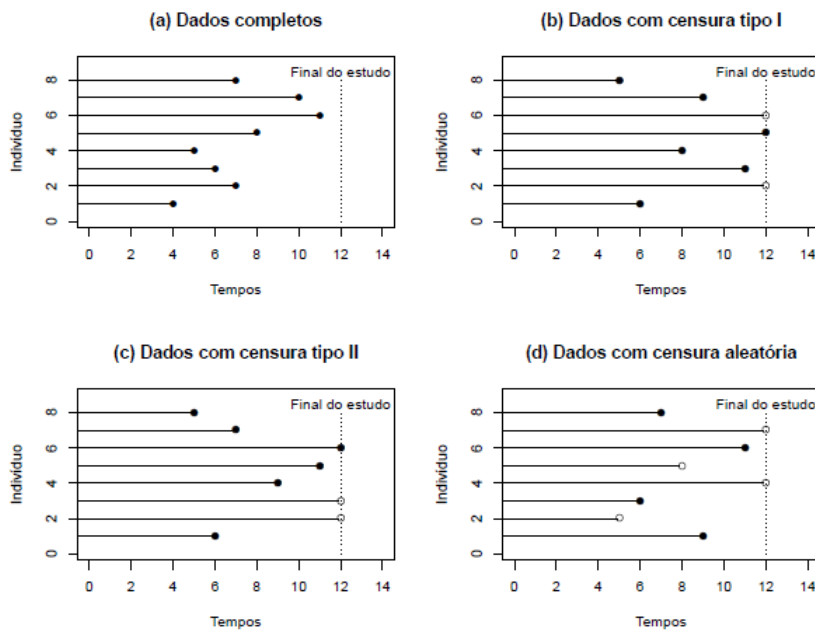 (a) Dados completos
Final do estudo
Indivíduo
0 2 4 6 8
0 2 4 6 8 10 12 14
Tempos
(b) Dados com censura tipo I
Final do estudo
Indivíduo
0 2 4 6 8
0 2 4 6 8 10 12 14
Tempos
(c) Dados com censura tipo II
Final do estudo
Indivíduo
0 2 4 6 8
0 2 4 6 8 10 12 14
Tempos
(d) Dados com censura aleatória
Final do estudo
Indivíduo
0 2 4 6 8
0 2 4 6 8 10 12 14
Tempos